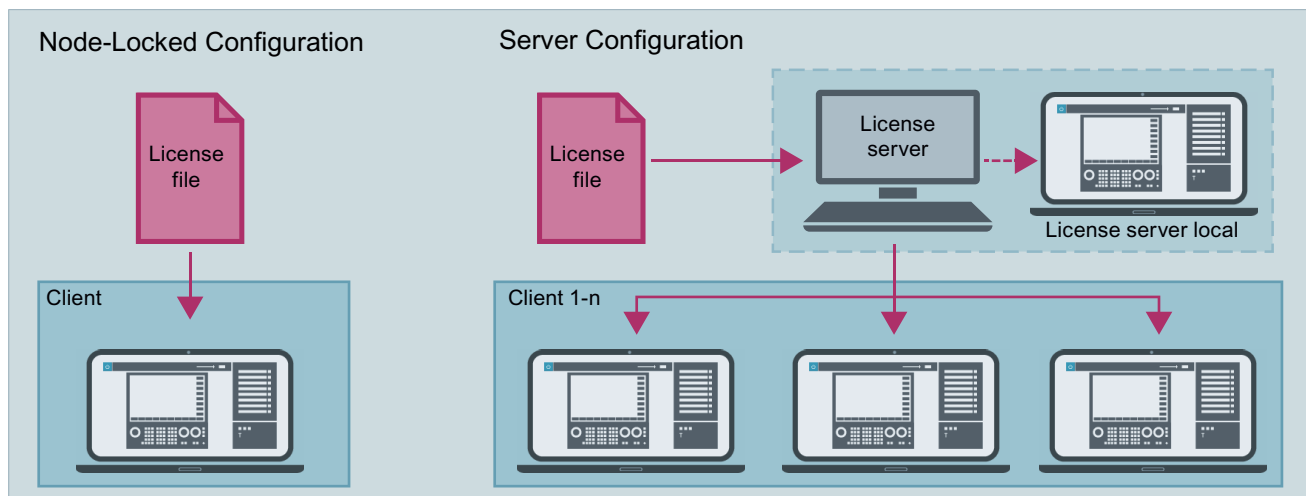 Node-Locked Configuration
Server Configuration
License
file
License
file
License
server
License server local
Client
Client 1-n
T
T
T
T
T